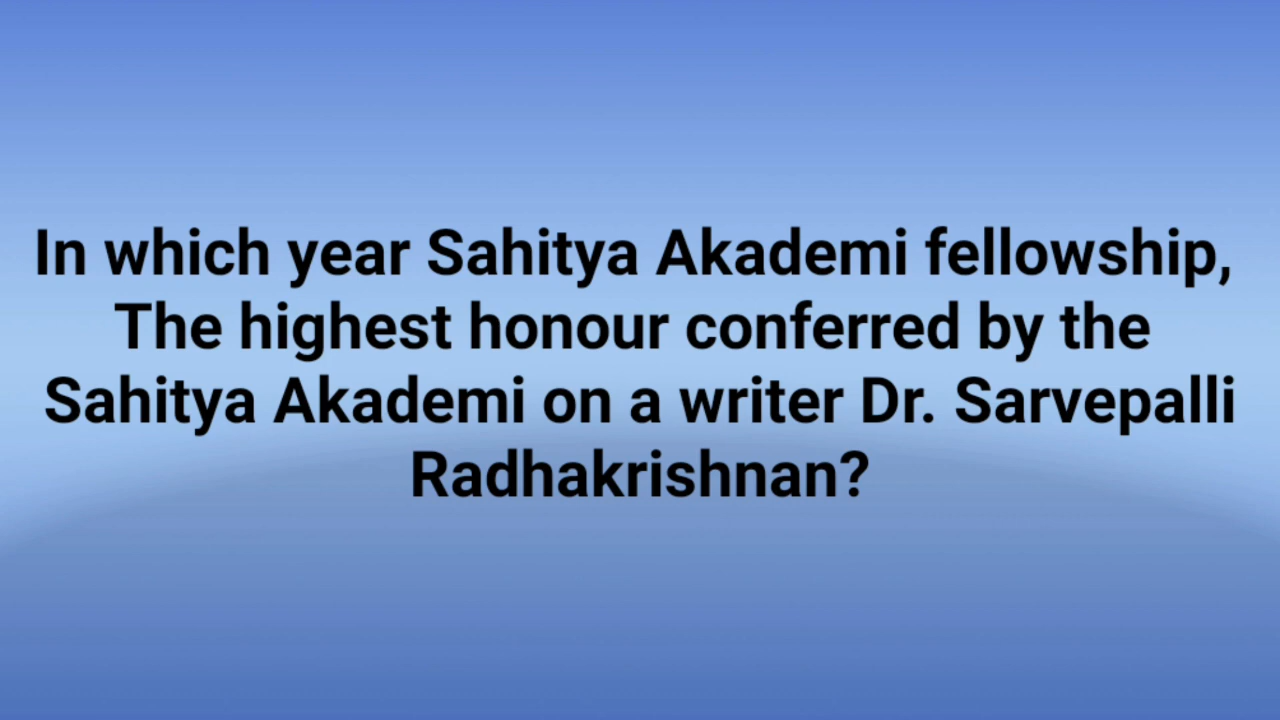 In which year Sahitya Akademi fellowship,
The highest honour conferred by the
Sahitya Akademi on a writer Dr. Sarvepalli
Radhakrishnan?